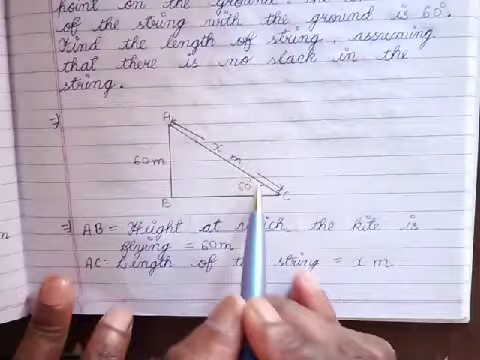 point on the ground. The
of the string with the ground is 60°.
Find the length of string, assuming
that there is no slack in the
string.
⇒
A
x m
60m
60°
B
C
⇒ AB = Height at which the kite is
flying = 60m
AC = Length of the string = x m
m